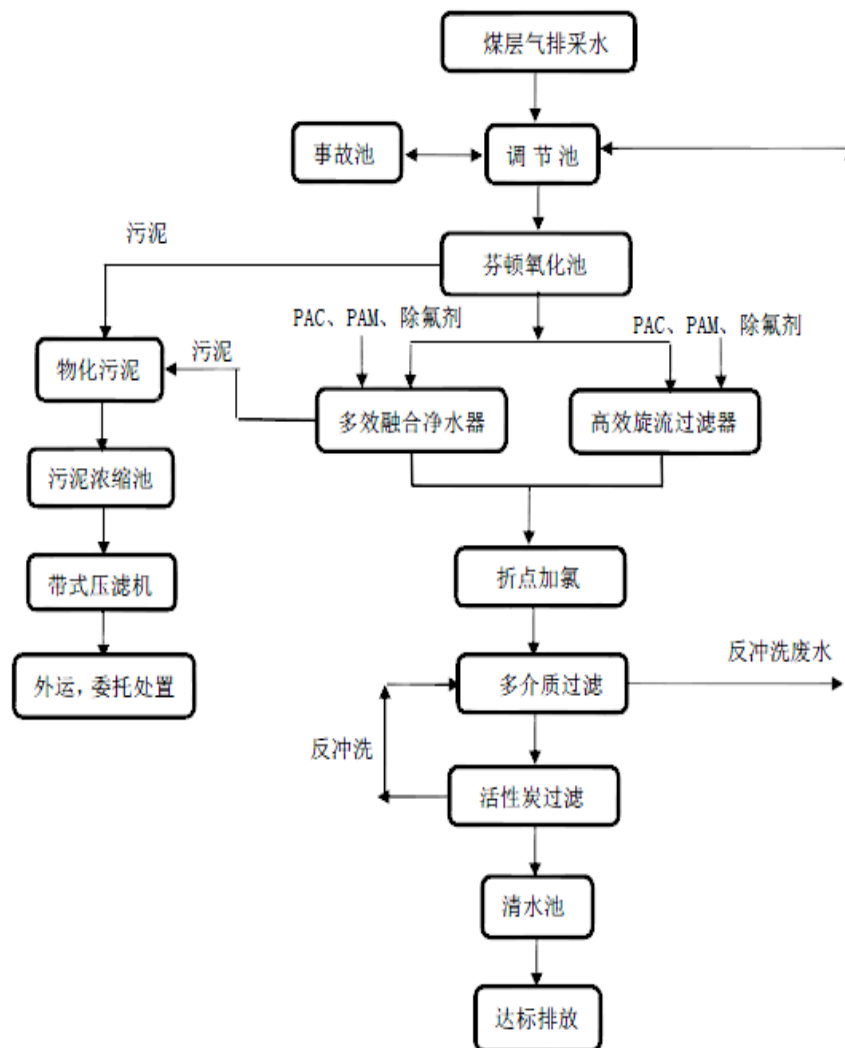 煤层气排采水
事故池
调节池
污泥
芬顿氧化池
PAC、PAM、除氟剂
PAC、PAM、除氟剂
物化污泥
污泥
多效融合净水器
高效旋流过滤器
污泥浓缩池
带式压滤机
折点加氯
外运，委托处置
多介质过滤
反冲洗废水
反冲洗
活性炭过滤
清水池
达标排放